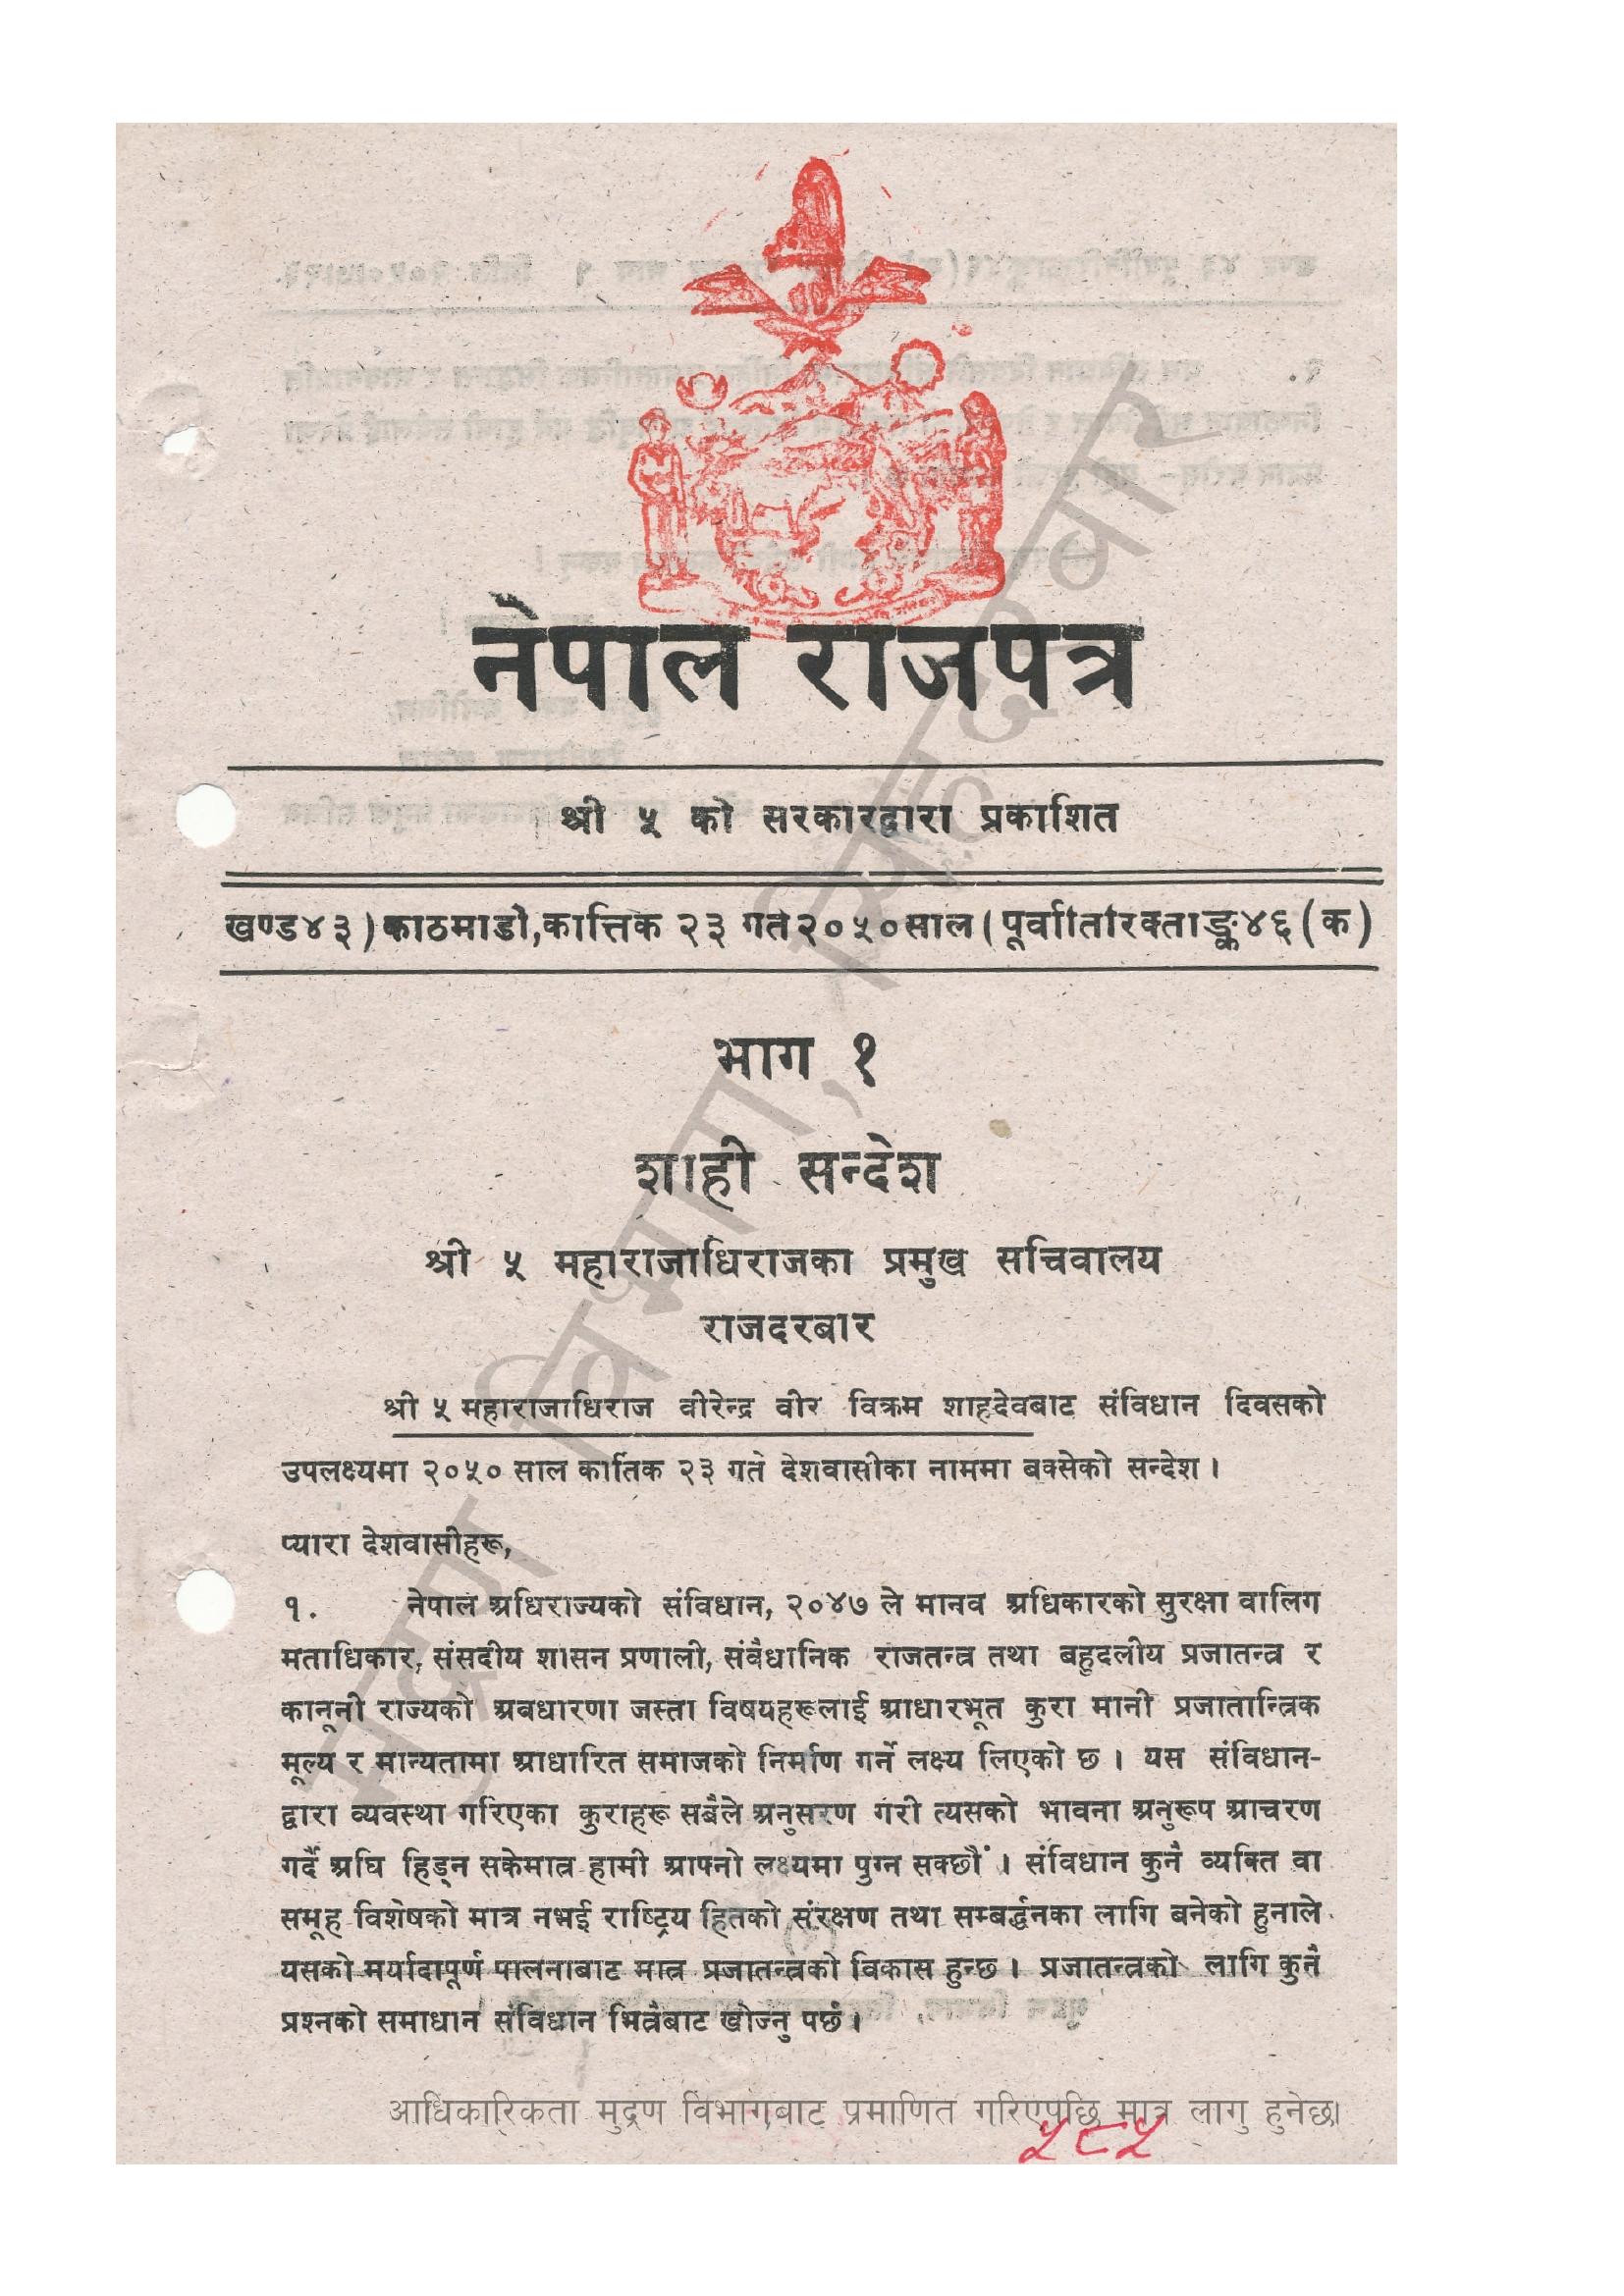 नेपाल राजपत्र
श्री ५ को सरकारद्वारा प्रकाशित
खण्ड४३)काठमाडौं,कात्तिक २३ गते२०५०साल(पूर्वातिरिक्ताङ्क४६(क)
भाग १
शाही सन्देश
श्री ५ महाराजाधिराजका प्रमुख सचिवालय
राजदरबार
श्री ५ महाराजाधिराज वीरेन्द्र वीर विक्रम शाहदेवबाट संविधान दिवसको
उपलक्ष्यमा २०५० साल कार्तिक २३ गते देशवासीका नाममा बक्सेको सन्देश ।
प्यारा देशवासीहरू,
१. नेपाल अधिराज्यको संविधान, २०४७ ले मानव अधिकारको सुरक्षा वालिग
मताधिकार, संसदीय शासन प्रणाली, संवैधानिक राजतन्त्र तथा बहुदलीय प्रजातन्त्र र
कानूनी राज्यको अवधारणा जस्ता विषयहरूलाई आधारभूत कुरा मानी प्रजातान्त्रिक
मूल्य र मान्यतामा आधारित समाजको निर्माण गर्ने लक्ष्य लिएको छ । यस संविधान-
द्वारा व्यवस्था गरिएका कुराहरू सबैले अनुसरण गरी त्यसको भावना अनुरूप आचरण
गर्दै अघि हिड्न सकेमात्र हामी आफ्नो लक्ष्यमा पुग्न सक्छौं । संविधान कुनै व्यक्ति वा
समूह विशेषको मात्र नभई राष्ट्रिय हितको संरक्षण तथा सम्बर्द्धनका लागि बनेको हुनाले
यसको मर्यादापूर्ण पालनाबाट मात्र प्रजातन्त्रको विकास हुन्छ । प्रजातन्त्रको लागि कुनै
प्रश्नको समाधान संविधान भित्रैबाट खोज्नु पर्छ ।
आधिकारिकता मुद्रण विभागबाट प्रमाणित गरिएपछि मात्र लागु हुनेछ।
५८५
मुद्रण विभाग, सिंहदरबार